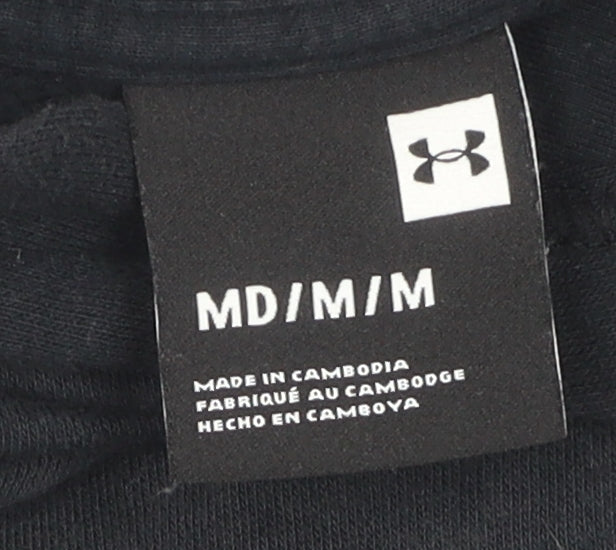 MD/M/M
MADE IN CAMBODIA
FABRIQUÉ AU CAMBODGE
HECHO EN CAMBOYA